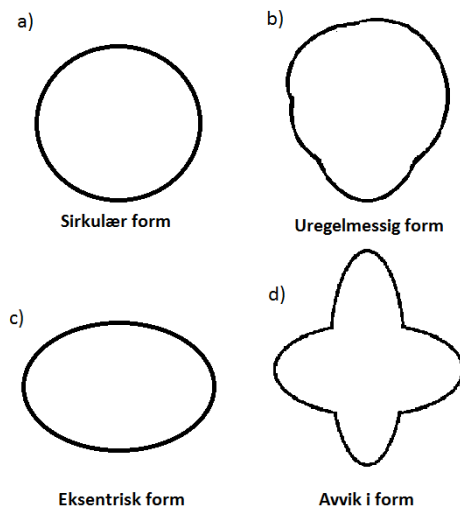 a)
b)
Sirkulær form
Uregelmessig form
c)
d)
Eksentrisk form
Avvik i form